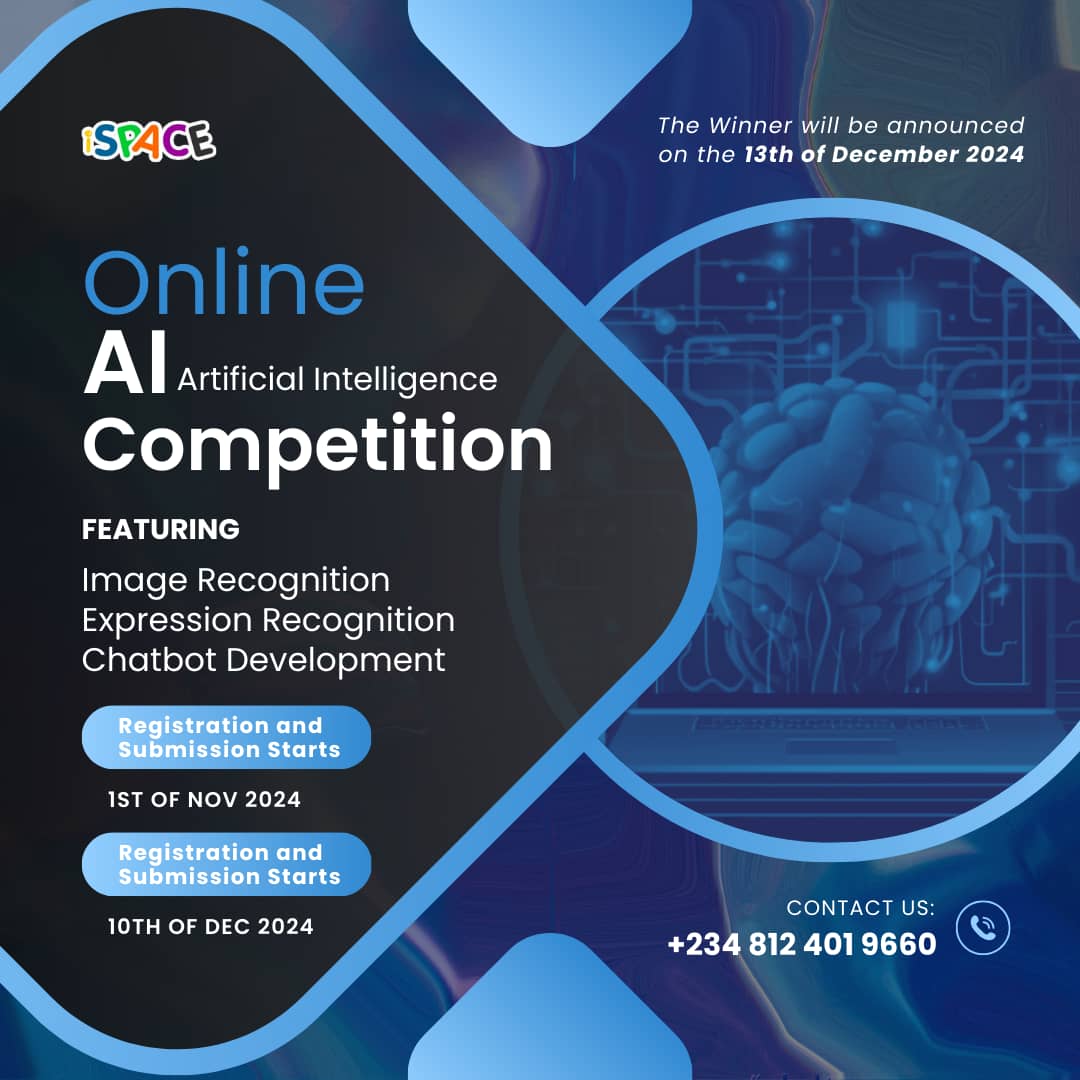 iSPACE
The Winner will be announced
on the 13th of December 2024
Online
AI Artificial Intelligence
Competition
FEATURING
Image Recognition
Expression Recognition
Chatbot Development
Registration and
Submission Starts
1ST OF NOV 2024
Registration and
Submission Starts
10TH OF DEC 2024
CONTACT US:
+234 812 401 9660